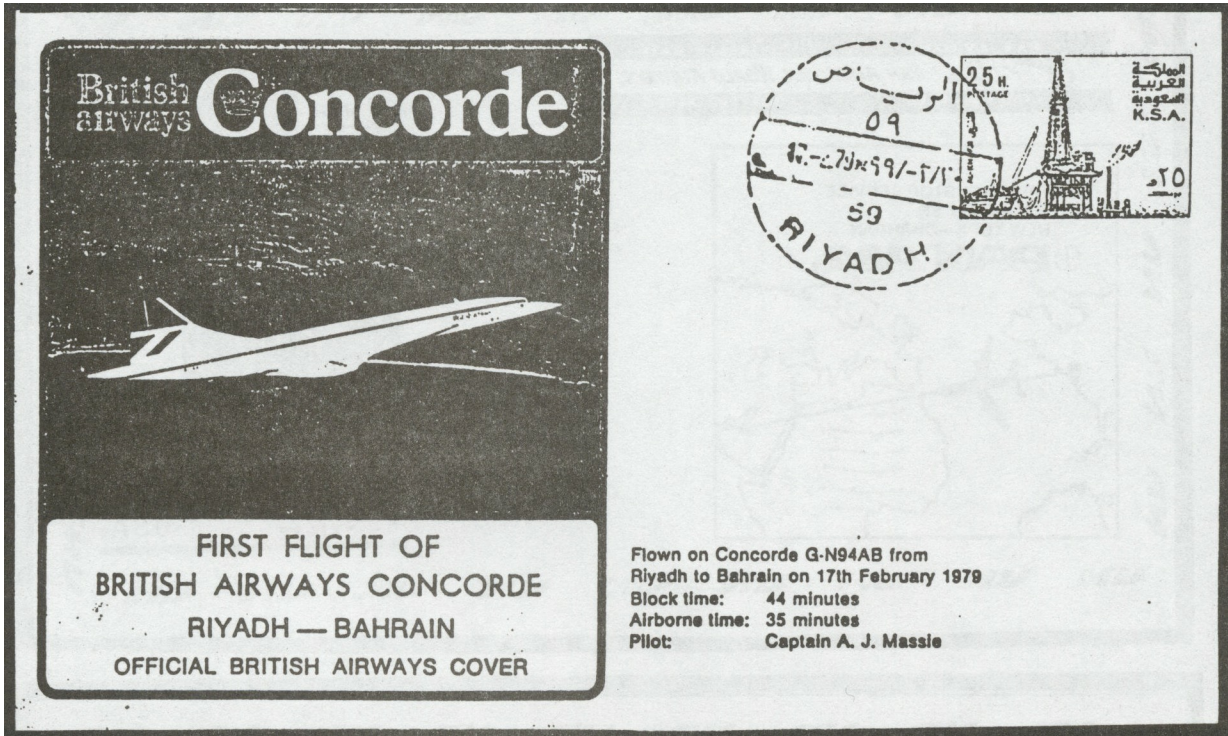 British
airways
Concorde
FIRST FLIGHT OF
BRITISH AIRWAYS CONCORDE
RIYADH — BAHRAIN
OFFICIAL BRITISH AIRWAYS COVER
59
RIYADH
25 H.
POSTAGE
المملكة
العربية
السعودية
K.S.A.
٢٥
Flown on Concorde G-N94AB from
Riyadh to Bahrain on 17th February 1979
Block time: 44 minutes
Airborne time: 35 minutes
Pilot: Captain A. J. Massie